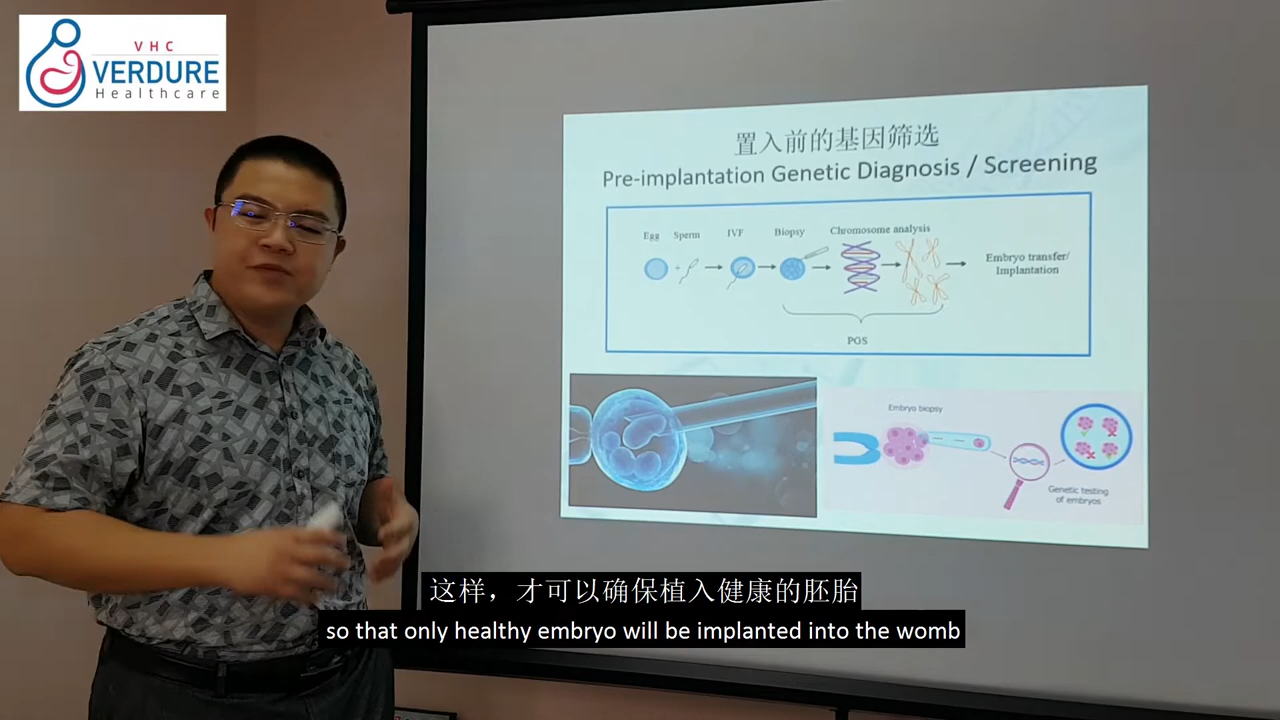 VHC
VERDURE
Healthcare
置入前的基因筛选
Pre-implantation Genetic Diagnosis / Screening
Egg Sperm IVF Biopsy Chromosome analysis
Embryo transfer/
Implantation
PGS
Embryo biopsy
Genetic testing
of embryos
这样，才可以确保植入健康的胚胎
so that only healthy embryo will be implanted into the womb